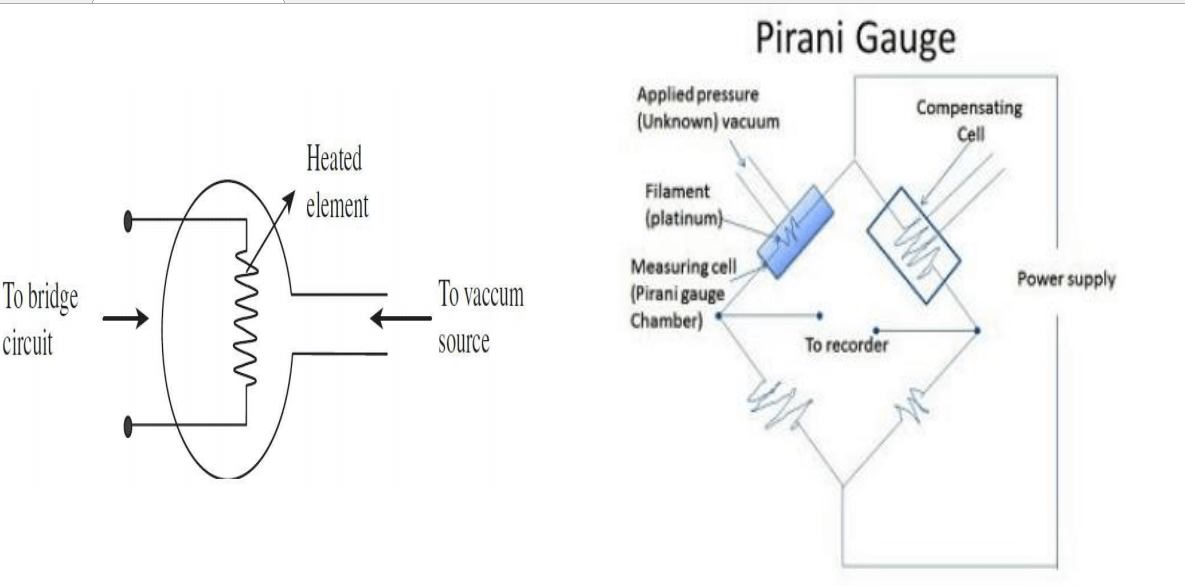 Heated
element
To bridge
circuit
To vaccum
source
Pirani Gauge
Applied pressure
(Unknown) vacuum
Compensating
Cell
Filament
(platinum)
Measuring cell
(Pirani gauge
Chamber)
Power supply
To recorder